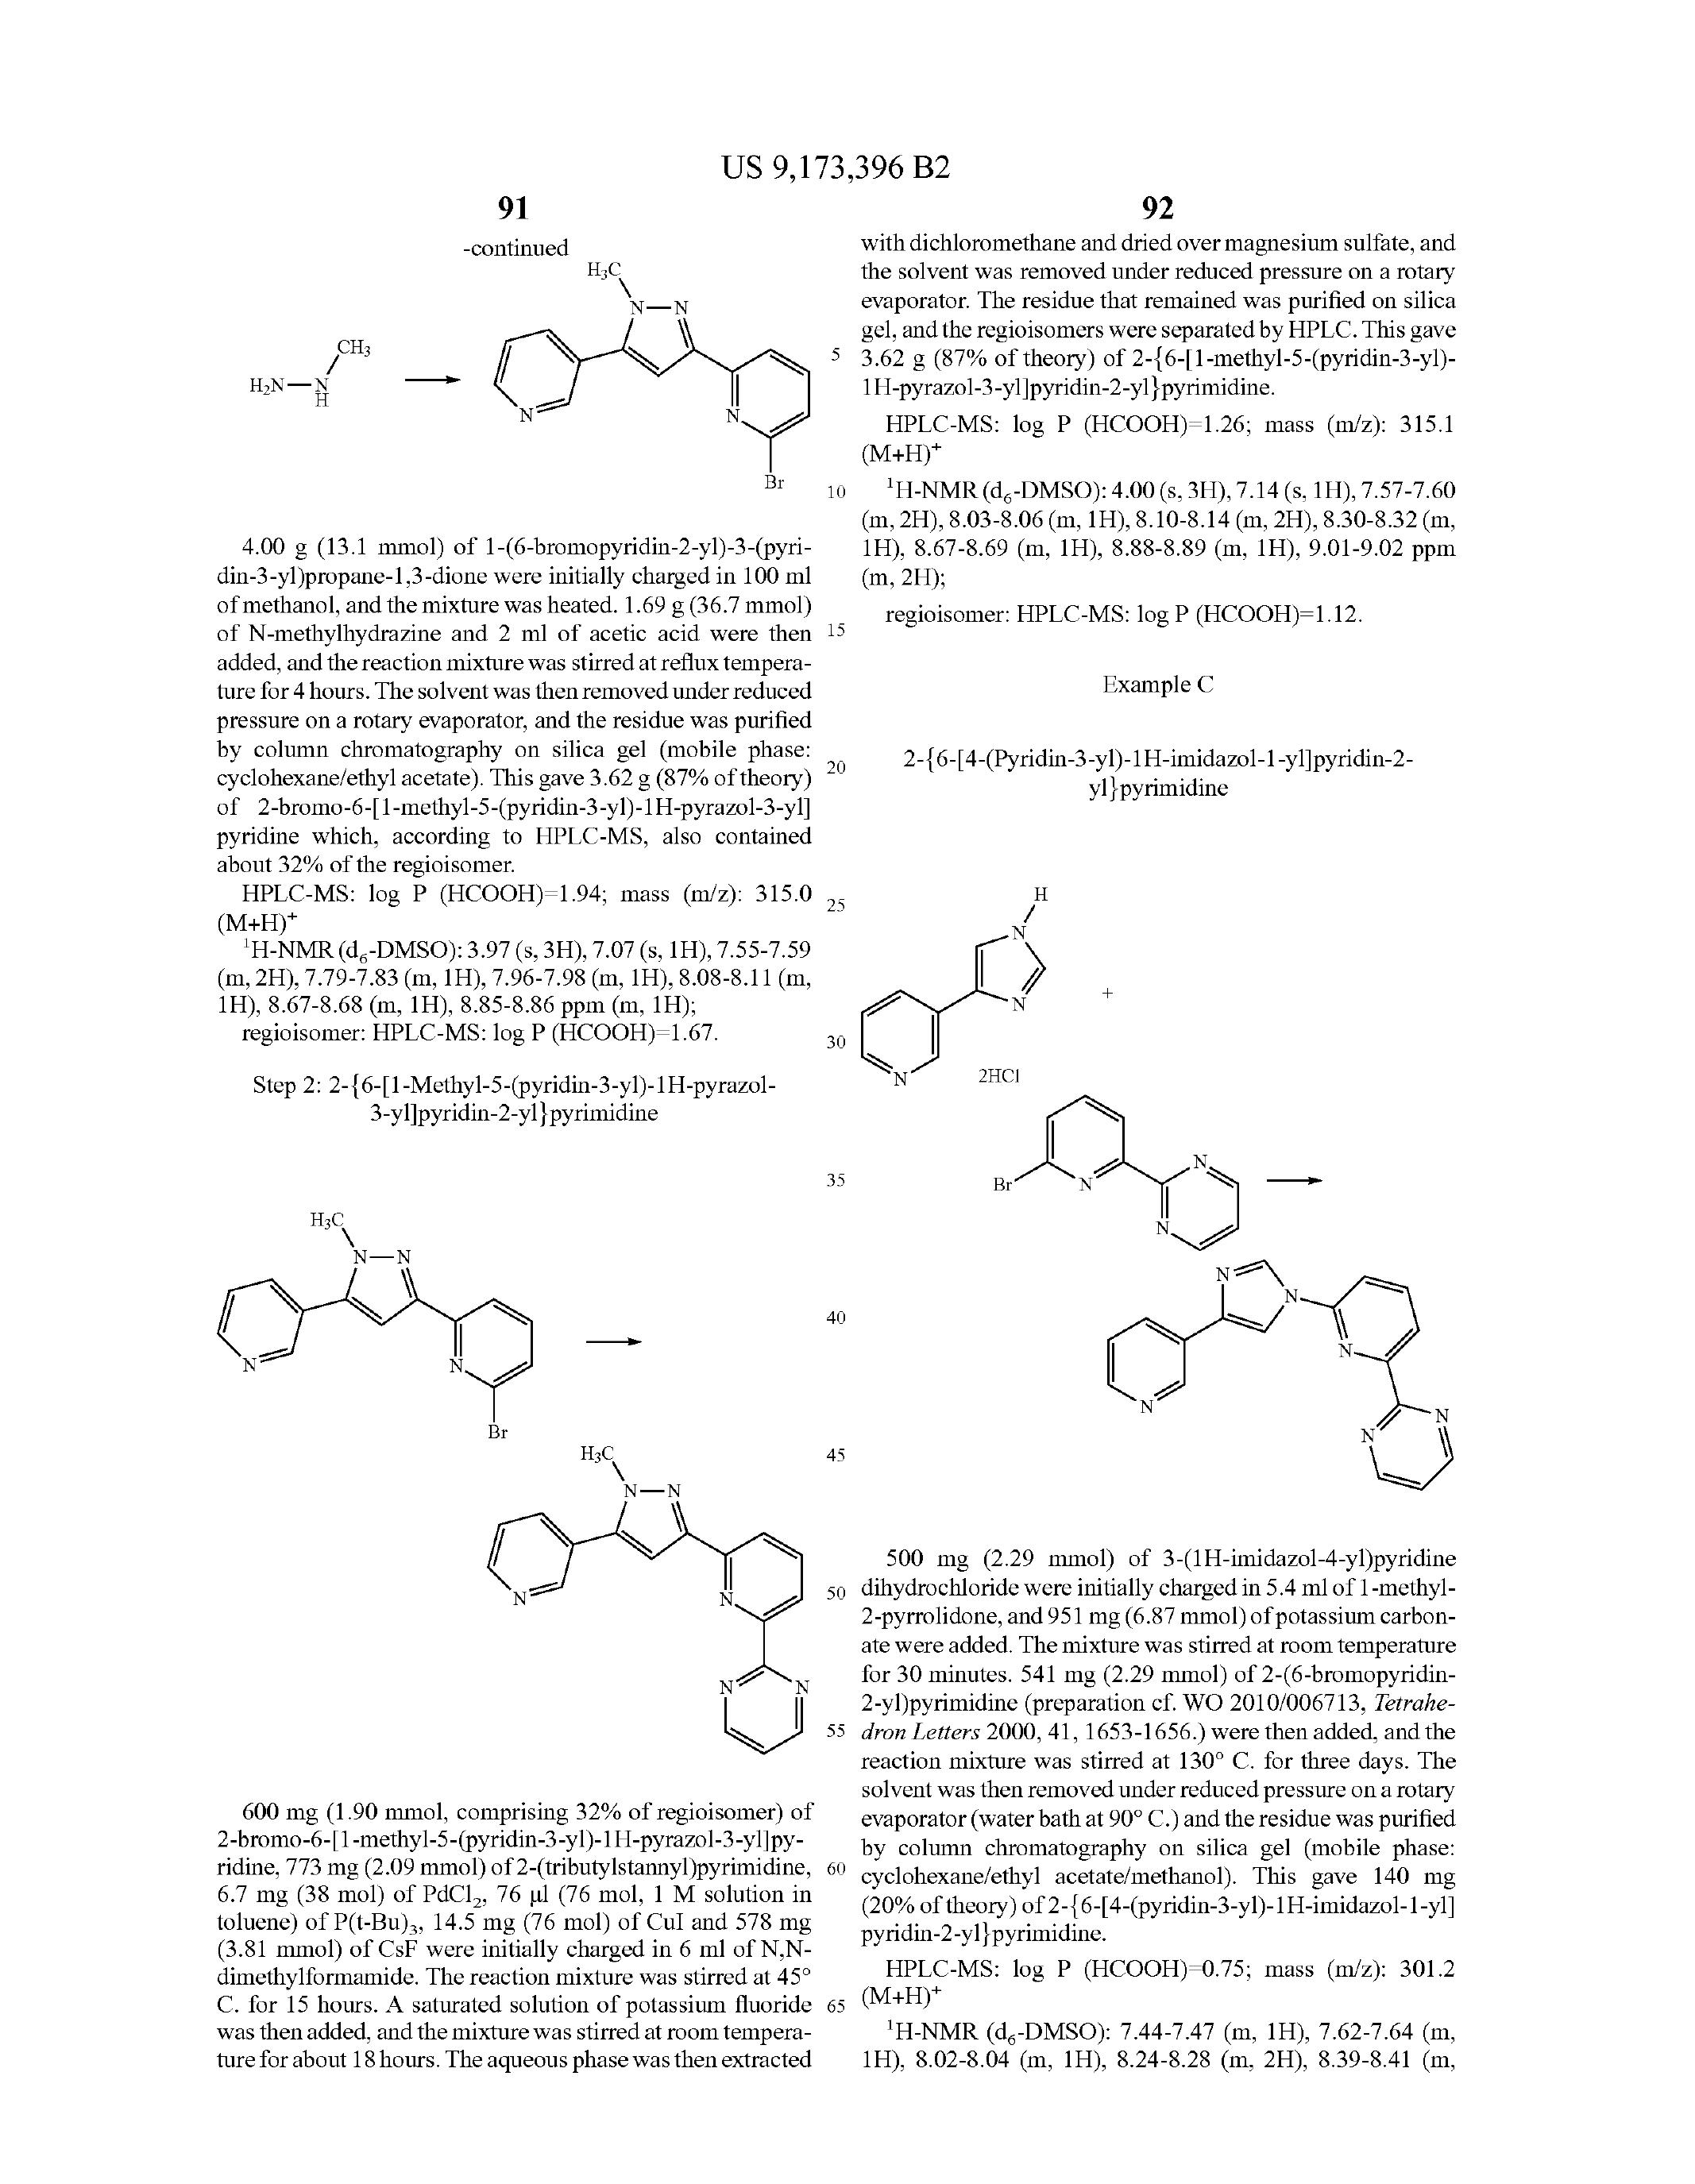 US 9,173,396 B2
91
-continued
H3C
N—N
CH3
H2N—N
H
N
N
Br
4.00 g (13.1 mmol) of 1-(6-bromopyridin-2-yl)-3-(pyri-
din-3-yl)propane-1,3-dione were initially charged in 100 ml
of methanol, and the mixture was heated. 1.69 g (36.7 mmol)
of N-methylhydrazine and 2 ml of acetic acid were then
added, and the reaction mixture was stirred at reflux tempera-
ture for 4 hours. The solvent was then removed under reduced
pressure on a rotary evaporator, and the residue was purified
by column chromatography on silica gel (mobile phase:
cyclohexane/ethyl acetate). This gave 3.62 g (87% of theory)
of 2-bromo-6-[1-methyl-5-(pyridin-3-yl)-1H-pyrazol-3-yl]
pyridine which, according to HPLC-MS, also contained
about 32% of the regioisomer.
HPLC-MS: log P (HCOOH)=1.94; mass (m/z): 315.0
(M+H)+
1H-NMR (d6-DMSO): 3.97 (s, 3H), 7.07 (s, 1H), 7.55-7.59
(m, 2H), 7.79-7.83 (m, 1H), 7.96-7.98 (m, 1H), 8.08-8.11 (m,
1H), 8.67-8.68 (m, 1H), 8.85-8.86 ppm (m, 1H);
regioisomer: HPLC-MS: log P (HCOOH)=1.67.
Step 2: 2-{6-[1-Methyl-5-(pyridin-3-yl)-1H-pyrazol-
3-yl]pyridin-2-yl}pyrimidine
H3C
N—N
N
N
Br
H3C
N—N
N
N
N
N
600 mg (1.90 mmol, comprising 32% of regioisomer) of
2-bromo-6-[1-methyl-5-(pyridin-3-yl)-1H-pyrazol-3-yl]py-
ridine, 773 mg (2.09 mmol) of 2-(tributylstannyl)pyrimidine,
6.7 mg (38 mol) of PdCl2, 76 µl (76 mol, 1 M solution in
toluene) of P(t-Bu)3, 14.5 mg (76 mol) of CuI and 578 mg
(3.81 mmol) of CsF were initially charged in 6 ml of N,N-
dimethylformamide. The reaction mixture was stirred at 45°
C. for 15 hours. A saturated solution of potassium fluoride
was then added, and the mixture was stirred at room tempera-
ture for about 18 hours. The aqueous phase was then extracted
5
10
15
20
25
30
35
40
45
50
55
60
65
92
with dichloromethane and dried over magnesium sulfate, and
the solvent was removed under reduced pressure on a rotary
evaporator. The residue that remained was purified on silica
gel, and the regioisomers were separated by HPLC. This gave
3.62 g (87% of theory) of 2-{6-[1-methyl-5-(pyridin-3-yl)-
1H-pyrazol-3-yl]pyridin-2-yl}pyrimidine.
HPLC-MS: log P (HCOOH)=1.26; mass (m/z): 315.1
(M+H)+
1H-NMR (d6-DMSO): 4.00 (s, 3H), 7.14 (s, 1H), 7.57-7.60
(m, 2H), 8.03-8.06 (m, 1H), 8.10-8.14 (m, 2H), 8.30-8.32 (m,
1H), 8.67-8.69 (m, 1H), 8.88-8.89 (m, 1H), 9.01-9.02 ppm
(m, 2H);
regioisomer: HPLC-MS: log P (HCOOH)=1.12.
Example C
2-{6-[4-(Pyridin-3-yl)-1H-imidazol-1-yl]pyridin-2-
yl}pyrimidine
H
N
N
+
N
2HCl
Br
N
N
N
N
N
N
N
N
N
500 mg (2.29 mmol) of 3-(1H-imidazol-4-yl)pyridine
dihydrochloride were initially charged in 5.4 ml of 1-methyl-
2-pyrrolidone, and 951 mg (6.87 mmol) of potassium carbon-
ate were added. The mixture was stirred at room temperature
for 30 minutes. 541 mg (2.29 mmol) of 2-(6-bromopyridin-
2-yl)pyrimidine (preparation cf. WO 2010/006713, Tetrahe-
dron Letters 2000, 41, 1653-1656.) were then added, and the
reaction mixture was stirred at 130° C. for three days. The
solvent was then removed under reduced pressure on a rotary
evaporator (water bath at 90° C.) and the residue was purified
by column chromatography on silica gel (mobile phase:
cyclohexane/ethyl acetate/methanol). This gave 140 mg
(20% of theory) of 2-{6-[4-(pyridin-3-yl)-1H-imidazol-1-yl]
pyridin-2-yl}pyrimidine.
HPLC-MS: log P (HCOOH)=0.75; mass (m/z): 301.2
(M+H)+
1H-NMR (d6-DMSO): 7.44-7.47 (m, 1H), 7.62-7.64 (m,
1H), 8.02-8.04 (m, 1H), 8.24-8.28 (m, 2H), 8.39-8.41 (m,